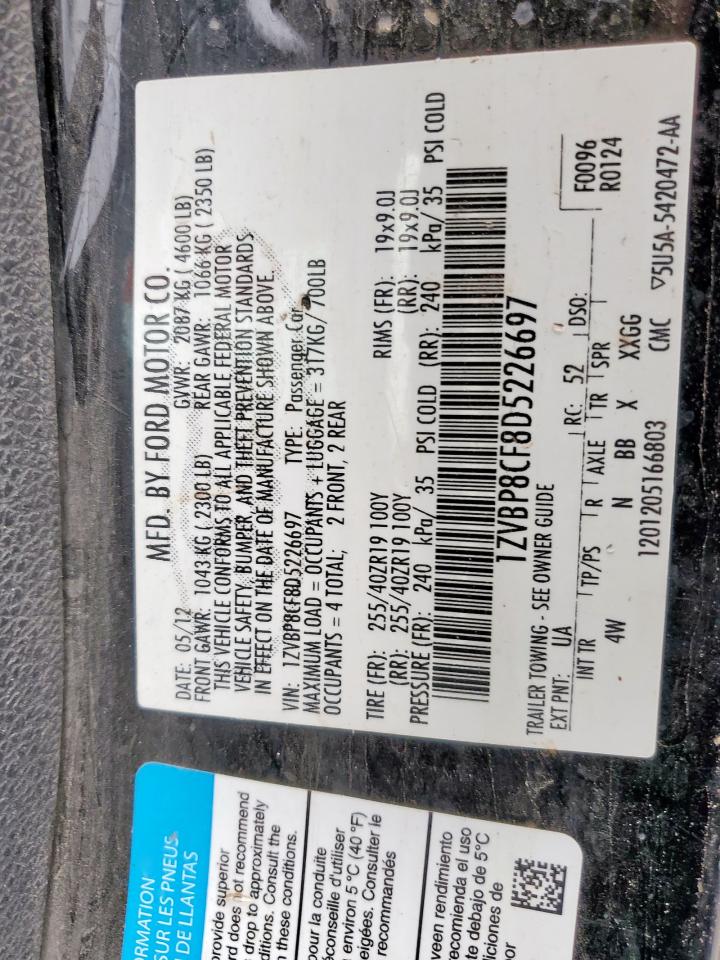 MFD. BY FORD MOTOR CO.
DATE: 05/12 GVWR: 2087 KG ( 4600 LB)
FRONT GAWR: 1043 KG ( 2300 LB) REAR GAWR: 1066 KG ( 2350 LB)
THIS VEHICLE CONFORMS TO ALL APPLICABLE FEDERAL MOTOR
VEHICLE SAFETY, BUMPER, AND THEFT PREVENTION STANDARDS
IN EFFECT ON THE DATE OF MANUFACTURE SHOWN ABOVE.
VIN: 1ZVBP8CF8D5226697 TYPE: Passenger Car
MAXIMUM LOAD = OCCUPANTS + LUGGAGE = 317KG/ 700LB
OCCUPANTS = 4 TOTAL; 2 FRONT, 2 REAR
TIRE (FR): 255/40ZR19 100Y RIMS (FR): 19x9.0J
(RR): 255/40ZR19 100Y (RR): 19x9.0J
PRESSURE (FR): 240 kPa/ 35 PSI COLD (RR): 240 kPa/ 35 PSI COLD
1ZVBP8CF8D5226697
TRAILER TOWING - SEE OWNER GUIDE
EXT PNT: UA RC: 52 DSO: F0096
INT TR TP/PS R AXLE TR SPR R0124
4W N BB X XXGG
1201205166803 CMC ▽5U5A-5420472-AA
RMATION
SUR LES PNEUS
N DE LLANTAS
provide superior
rd does not recommend
drop to approximately
ditions. Consult the
n these conditions.
pour la conduite
éconseille d'utiliser
environ 5 °C (40 °F)
eigées. Consulter le
recommandés
veen rendimiento
ecomienda el uso
te debajo de 5°C
diciones de
or